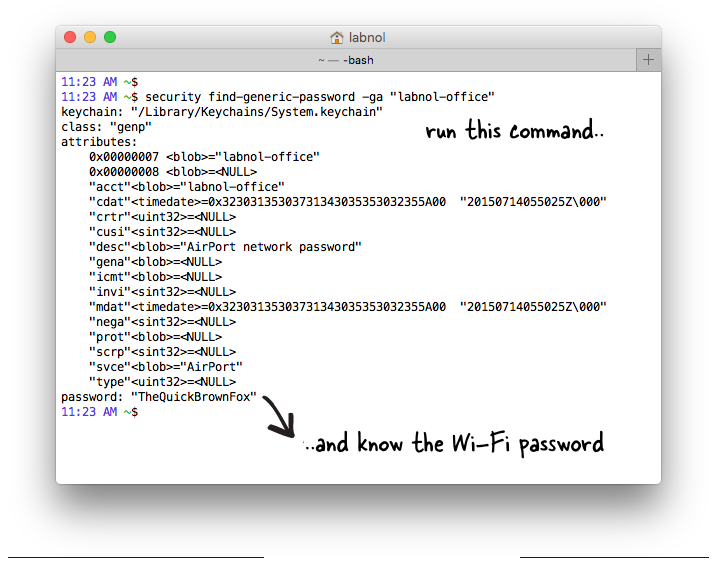 labnol
~ — -bash
11:23 AM ~$
11:23 AM ~$ security find-generic-password -ga "labnol-office"
keychain: "/Library/Keychains/System.keychain"
class: "genp"
run this command..
attributes:
0x00000007 <blob>="labnol-office"
0x00000008 <blob>=<NULL>
"acct"<blob>="labnol-office"
"cdat"<timedate>=0x32303135303731343035353032355A00 "20150714055025Z\000"
"crtr"<uint32>=<NULL>
"cusi"<sint32>=<NULL>
"desc"<blob>="AirPort network password"
"gena"<blob>=<NULL>
"icmt"<blob>=<NULL>
"invi"<sint32>=<NULL>
"mdat"<timedate>=0x32303135303731343035353032355A00 "20150714055025Z\000"
"nega"<sint32>=<NULL>
"prot"<blob>=<NULL>
"scrp"<sint32>=<NULL>
"svce"<blob>="AirPort"
"type"<uint32>=<NULL>
password: "TheQuickBrownFox"
11:23 AM ~$
..and know the Wi-Fi password